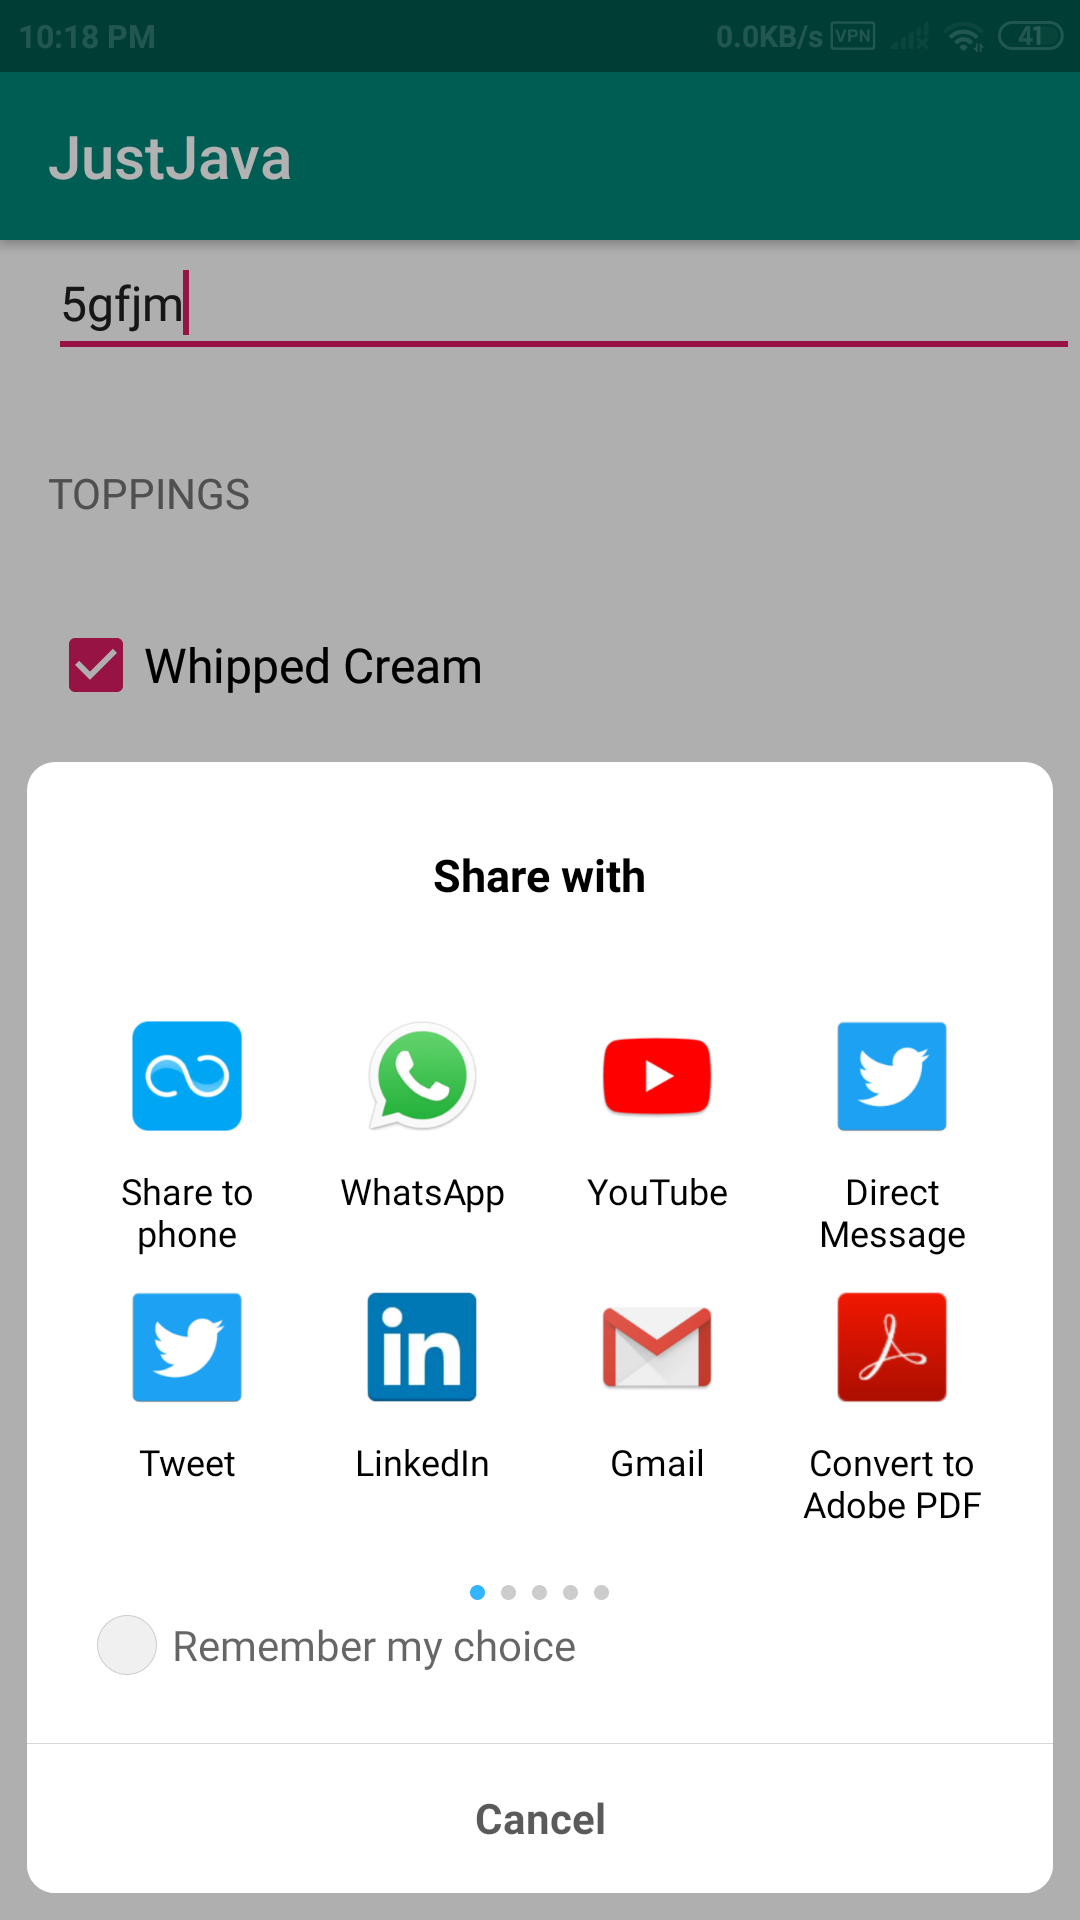 10:18 PM 0.0KB/s VPN 41
JustJava
5gfjm
TOPPINGS
Whipped Cream
Share with
Share to phone
WhatsApp
YouTube
Direct Message
Tweet
LinkedIn
Gmail
Convert to Adobe PDF
Remember my choice
Cancel